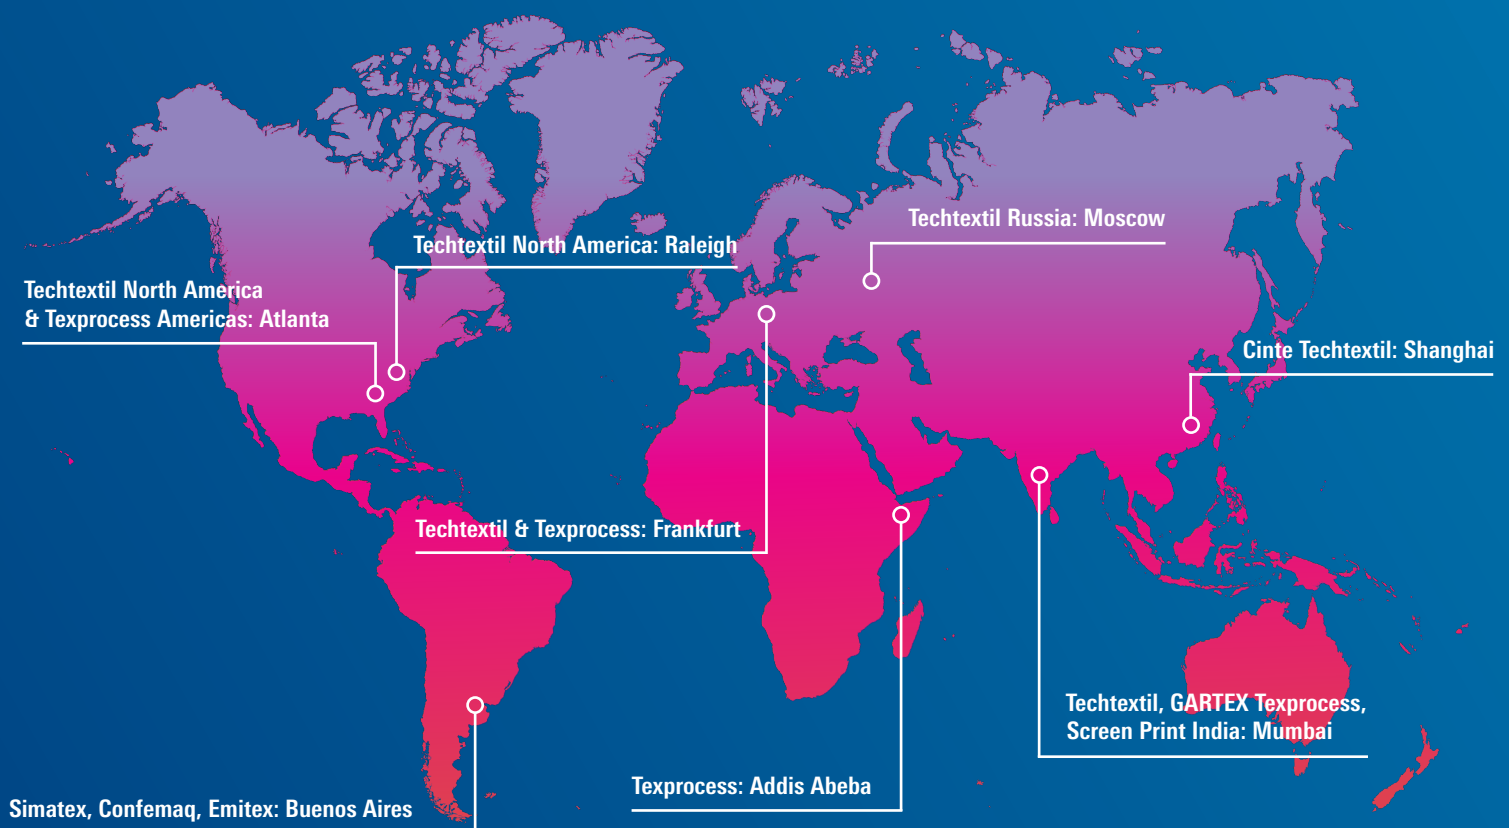 Techtextil Russia: Moscow
Techtextil North America: Raleigh
Techtextil North America
& Texprocess Americas: Atlanta
Cinte Techtextil: Shanghai
Techtextil & Texprocess: Frankfurt
Techtextil, GARTEX Texprocess,
Screen Print India: Mumbai
Texprocess: Addis Abeba
Simatex, Confemaq, Emitex: Buenos Aires